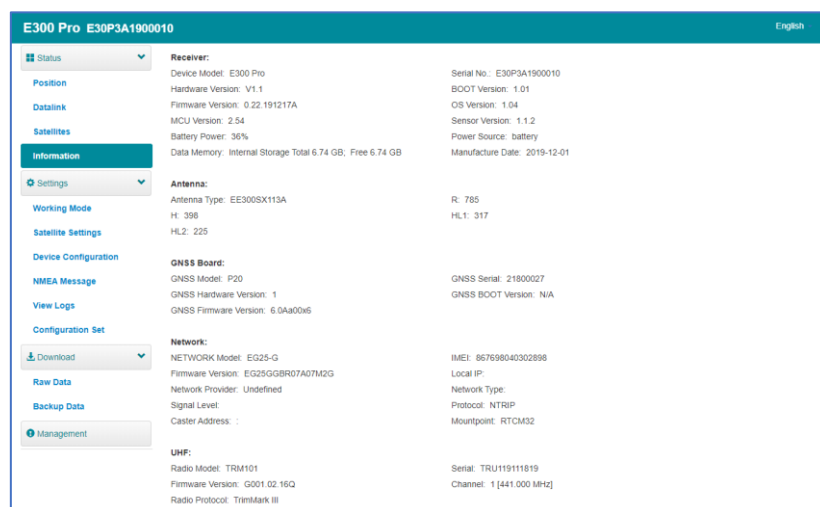 E300 Pro E30P3A1900010
English
Status
Position
Datalink
Satellites
Information
Settings
Working Mode
Satellite Settings
Device Configuration
NMEA Message
View Logs
Configuration Set
Download
Raw Data
Backup Data
Management
Receiver:
Device Model: E300 Pro Serial No.: E30P3A1900010
Hardware Version: V1.1 BOOT Version: 1.01
Firmware Version: 0.22.191217A OS Version: 1.04
MCU Version: 2.54 Sensor Version: 1.1.2
Battery Power: 36% Power Source: battery
Data Memory: Internal Storage Total 6.74 GB; Free 6.74 GB Manufacture Date: 2019-12-01
Antenna:
Antenna Type: EE300SX113A R: 785
H: 398 HL1: 317
HL2: 225
GNSS Board:
GNSS Model: P20 GNSS Serial: 21800027
GNSS Hardware Version: 1 GNSS BOOT Version: N/A
GNSS Firmware Version: 6.0Aa00x6
Network:
NETWORK Model: EG25-G IMEI: 867698040302898
Firmware Version: EG25GGBR07A07M2G Local IP:
Network Provider: Undefined Network Type:
Signal Level: Protocol: NTRIP
Caster Address: : Mountpoint: RTCM32
UHF:
Radio Model: TRM101 Serial: TRU119111819
Firmware Version: G001.02.16Q Channel: 1 [441.000 MHz]
Radio Protocol: TrimMark III